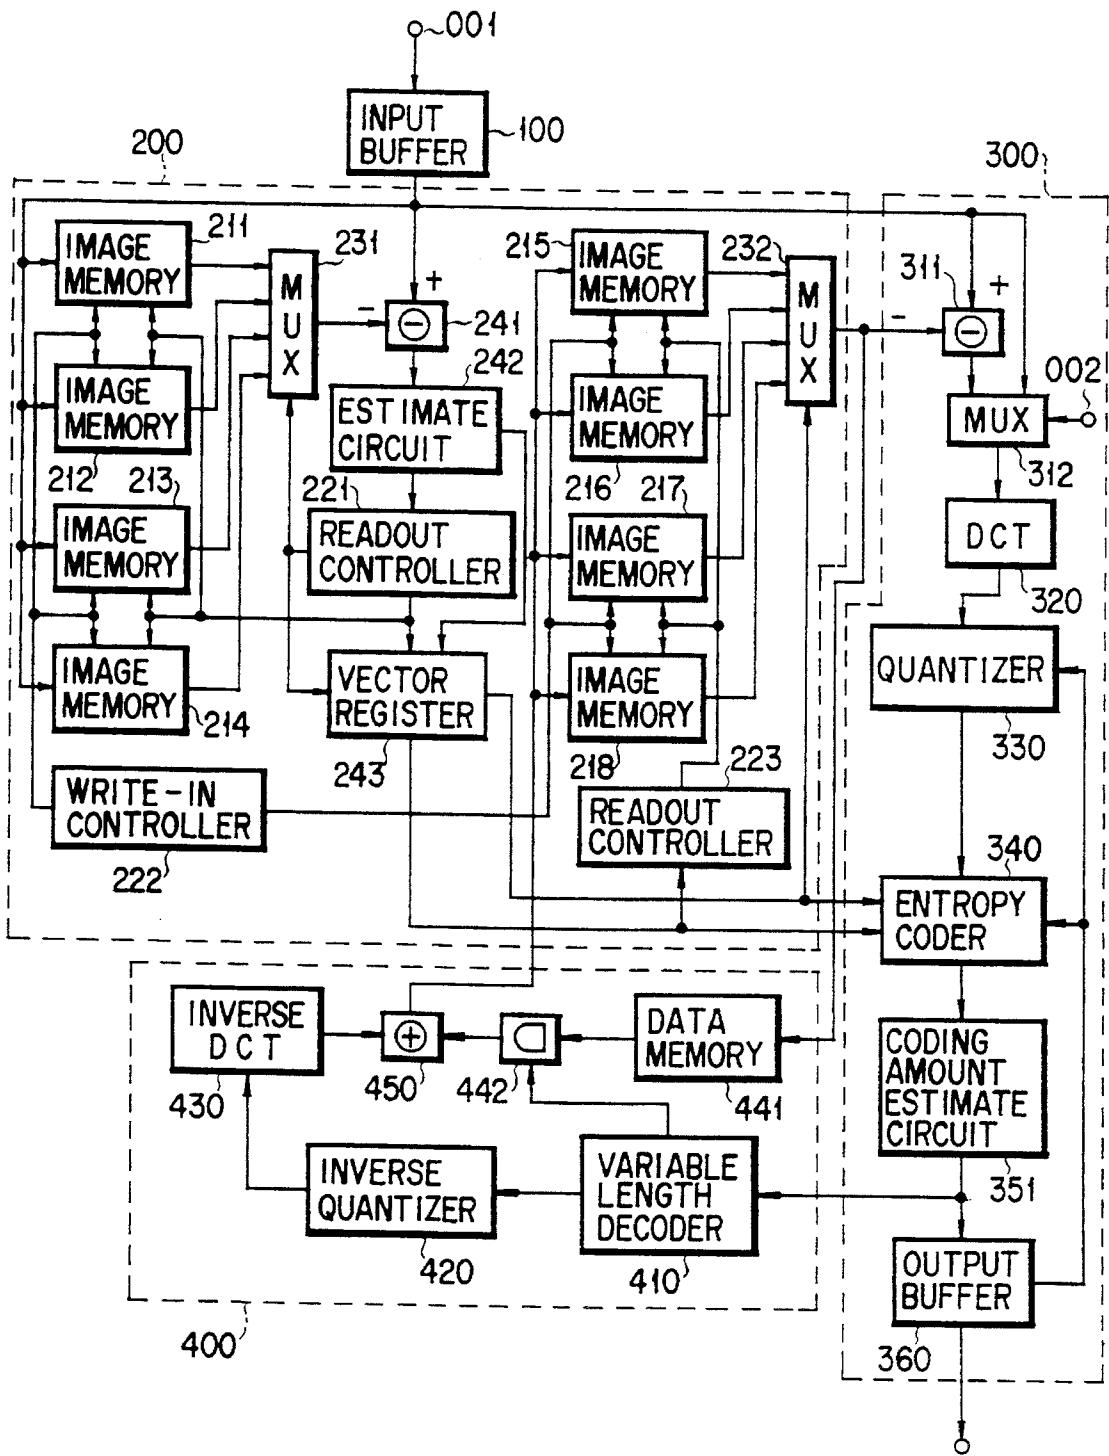 001
INPUT
BUFFER
100
200
300
IMAGE
MEMORY
211
231
M
U
X
+
-
241
242
215
IMAGE
MEMORY
232
M
U
X
311
+
-
002
IMAGE
MEMORY
212
213
ESTIMATE
CIRCUIT
IMAGE
MEMORY
216
217
MUX
312
221
READOUT
CONTROLLER
IMAGE
MEMORY
IMAGE
MEMORY
DCT
320
IMAGE
MEMORY
214
VECTOR
REGISTER
243
IMAGE
MEMORY
218
223
QUANTIZER
330
WRITE-IN
CONTROLLER
222
READOUT
CONTROLLER
340
ENTROPY
CODER
INVERSE
DCT
430
+
450
442
DATA
MEMORY
441
CODING
AMOUNT
ESTIMATE
CIRCUIT
351
INVERSE
QUANTIZER
420
VARIABLE
LENGTH
DECODER
410
OUTPUT
BUFFER
360
400